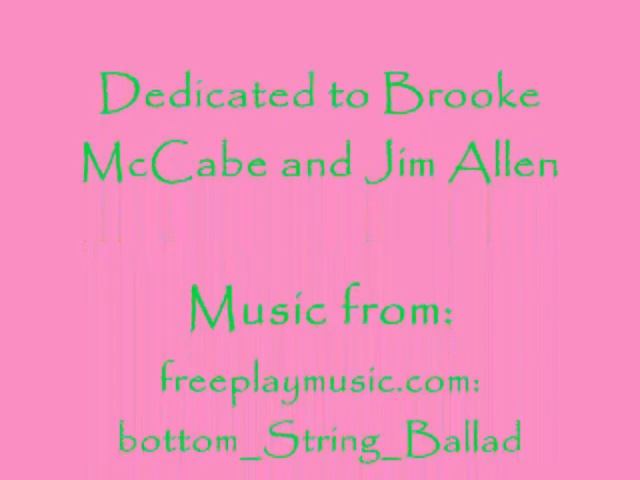 Dedicated to Brooke
McCabe and Jim Allen
Music from:
freeplaymusic.com:
bottom_String_Ballad